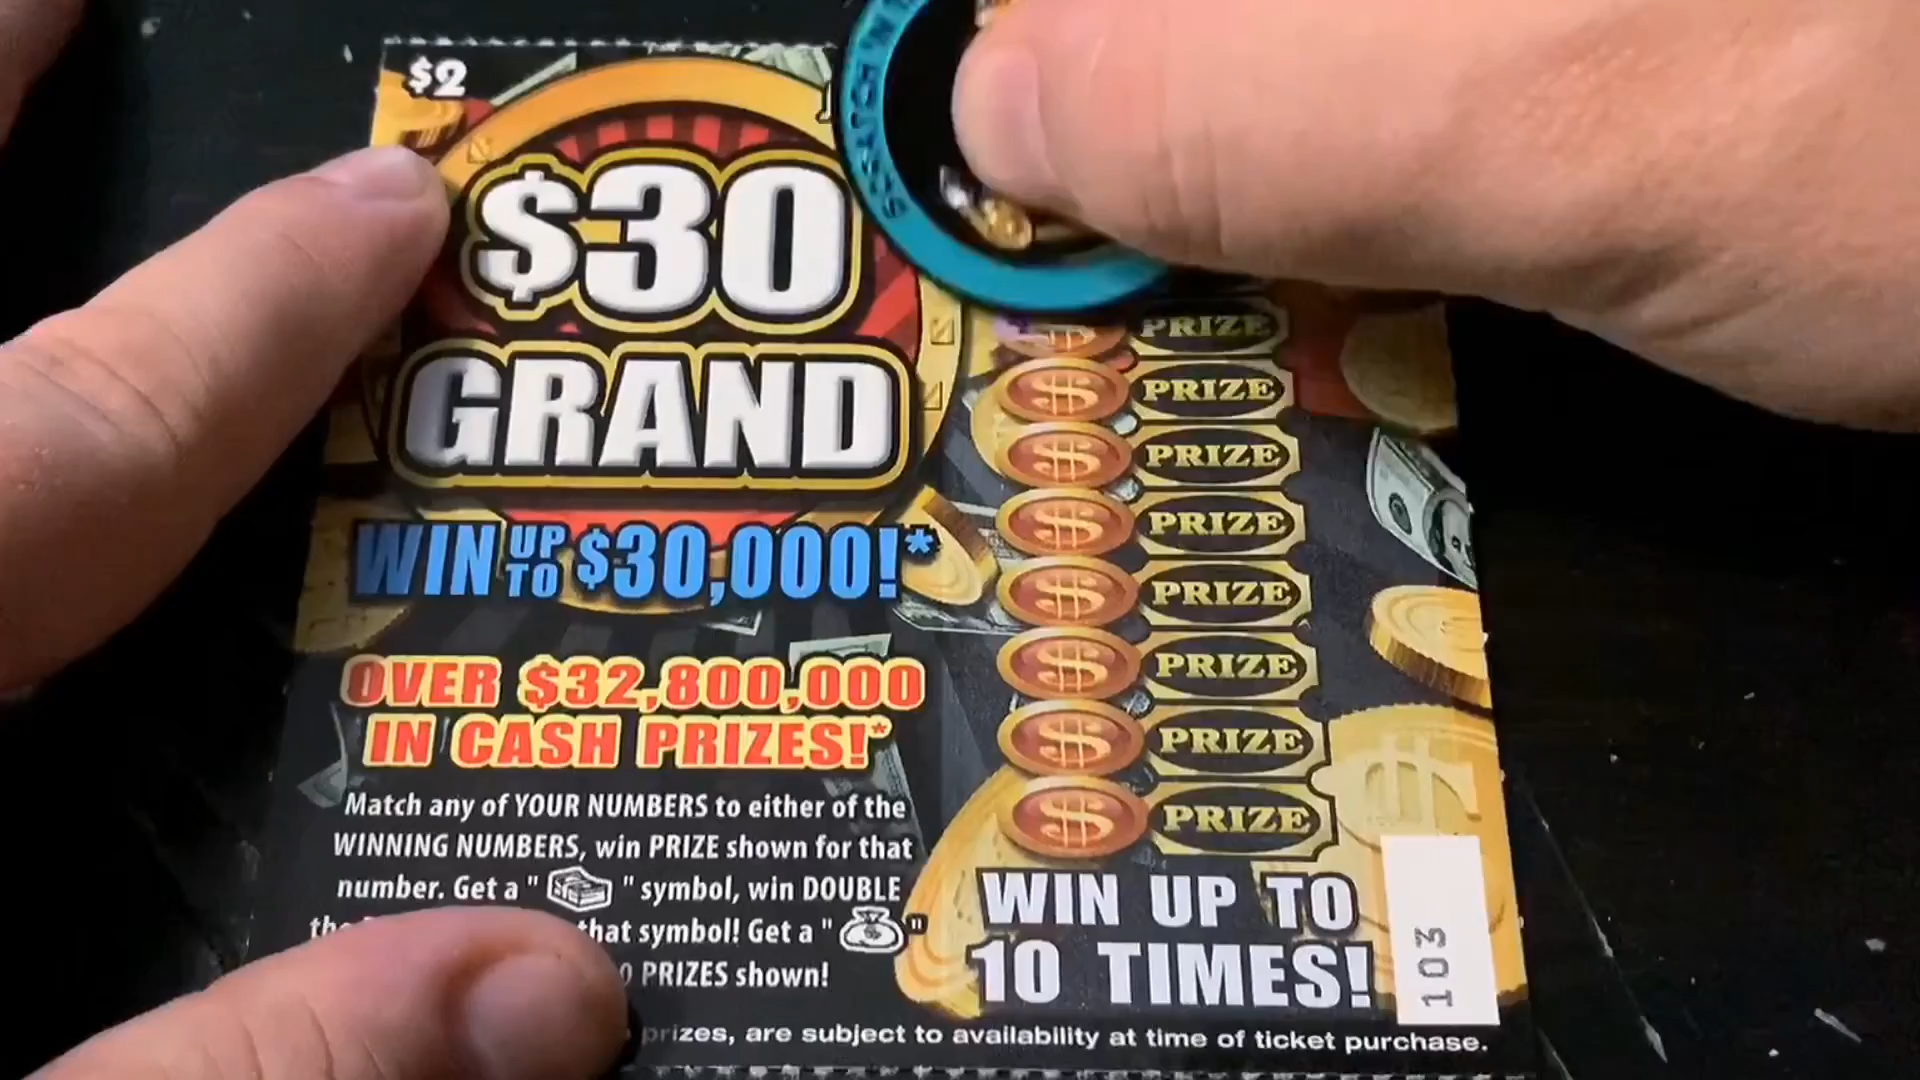 $2
$30
GRAND
WIN UP TO $30,000!*
OVER $32,800,000
IN CASH PRIZES!*
Match any of YOUR NUMBERS to either of the
WINNING NUMBERS, win PRIZE shown for that
number. Get a " " symbol, win DOUBLE
that symbol! Get a " "
PRIZES shown!
prizes, are subject to availability at time of ticket purchase.
SCRATCH 'N
$ PRIZE
$ PRIZE
$ PRIZE
$ PRIZE
$ PRIZE
$ PRIZE
$ PRIZE
$ PRIZE
WIN UP TO
10 TIMES!
103